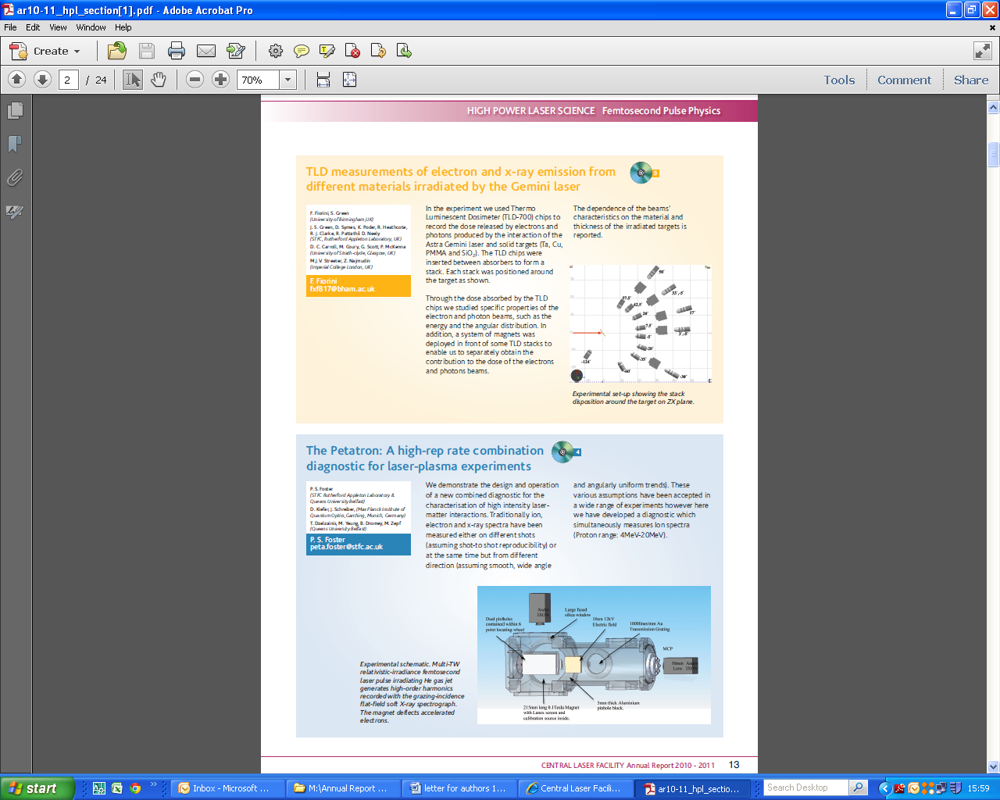 ar10-11_hpl_section[1].pdf - Adobe Acrobat Pro
File Edit View Window Help
Create
2 / 24
70%
Tools Comment Share
HIGH POWER LASER SCIENCE Femtosecond Pulse Physics
TLD measurements of electron and x-ray emission from
different materials irradiated by the Gemini laser
3
F. Fiorini, S. Green
(University of Birmingham, UK)
J. S. Green, D. Symes, K. Poder, R. Heathcote,
R. J. Clarke, R. Pattathil, D. Neely
(STFC, Rutherford Appleton Laboratory, UK)
D. C. Carroll, M. Coury, G. Scott, P. McKenna
(University of Strath-clyde, Glasgow, UK)
M.J.V. Streeter, Z. Najmudin
(Imperial College London, UK)
F. Fiorini
fxf817@bham.ac.uk
In the experiment we used Thermo
Luminescent Dosimeter (TLD-700) chips to
record the dose released by electrons and
photons produced by the interaction of the
Astra Gemini laser and solid targets (Ta, Cu,
PMMA and SiO₂). The TLD chips were
inserted between absorbers to form a
stack. Each stack was positioned around
the target as shown.
Through the dose absorbed by the TLD
chips we studied specific properties of the
electron and photon beams, such as the
energy and the angular distribution. In
addition, a system of magnets was
deployed in front of some TLD stacks to
enable us to separately obtain the
contribution to the dose of the electrons
and photons beams.
The dependence of the beams'
characteristics on the material and
thickness of the irradiated targets is
reported.
50°
33°,-5°
57.5°
42.5°
17°
20°
7.5°
-5°
-20°
-35°
-124°
-60°
-30°
Experimental set-up showing the stack
disposition around the target on ZX plane.
The Petatron: A high-rep rate combination
diagnostic for laser-plasma experiments
4
P. S. Foster
(STFC Rutherford Appleton Laboratory &
Queens University Belfast)
D. Kiefer, J. Schreiber, (Max Planck Institute of
Quantum Optics, Garching, Munich, Germany)
T. Dzelzainis, M. Yeung, B. Dromey, M. Zepf
(Queens University Belfast)
P. S. Foster
peta.foster@stfc.ac.uk
We demonstrate the design and operation
of a new combined diagnostic for the
characterisation of high intensity laser-
matter interactions. Traditionally ion,
electron and x-ray spectra have been
measured either on different shots
(assuming shot-to shot reproducibility) or
at the same time but from different
direction (assuming smooth, wide angle
and angularly uniform trends). These
various assumptions have been accepted in
a wide range of experiments however here
we have developed a diagnostic which
simultaneously measures Ion spectra
(Proton range: 4MeV-20MeV).
Andor
IXON
Dual pinholes
contained within 6
point locating wheel
Large fused
silica window
10cm 12kV
Electric field
1000lines/mm Au
Transmission Grating
MCP
50mm
Lens
Andor
IXON
215mm long 0.1Tesla Magnet
with Lanex screen and
calibration source inside.
5mm thick Aluminium
pinhole block.
Experimental schematic. Multi-TW
relativistic-irradiance femtosecond
laser pulse irradiating He gas jet
generates high-order harmonics
recorded with the grazing-incidence
flat-field soft X-ray spectrograph.
The magnet deflects accelerated
electrons.
CENTRAL LASER FACILITY Annual Report 2010 - 2011 13
start
Inbox - Microsoft ...
M:\Annual Report ...
letter for authors 1...
Central Laser Facili...
ar10-11_hpl_sectio...
Search Desktop
15:59